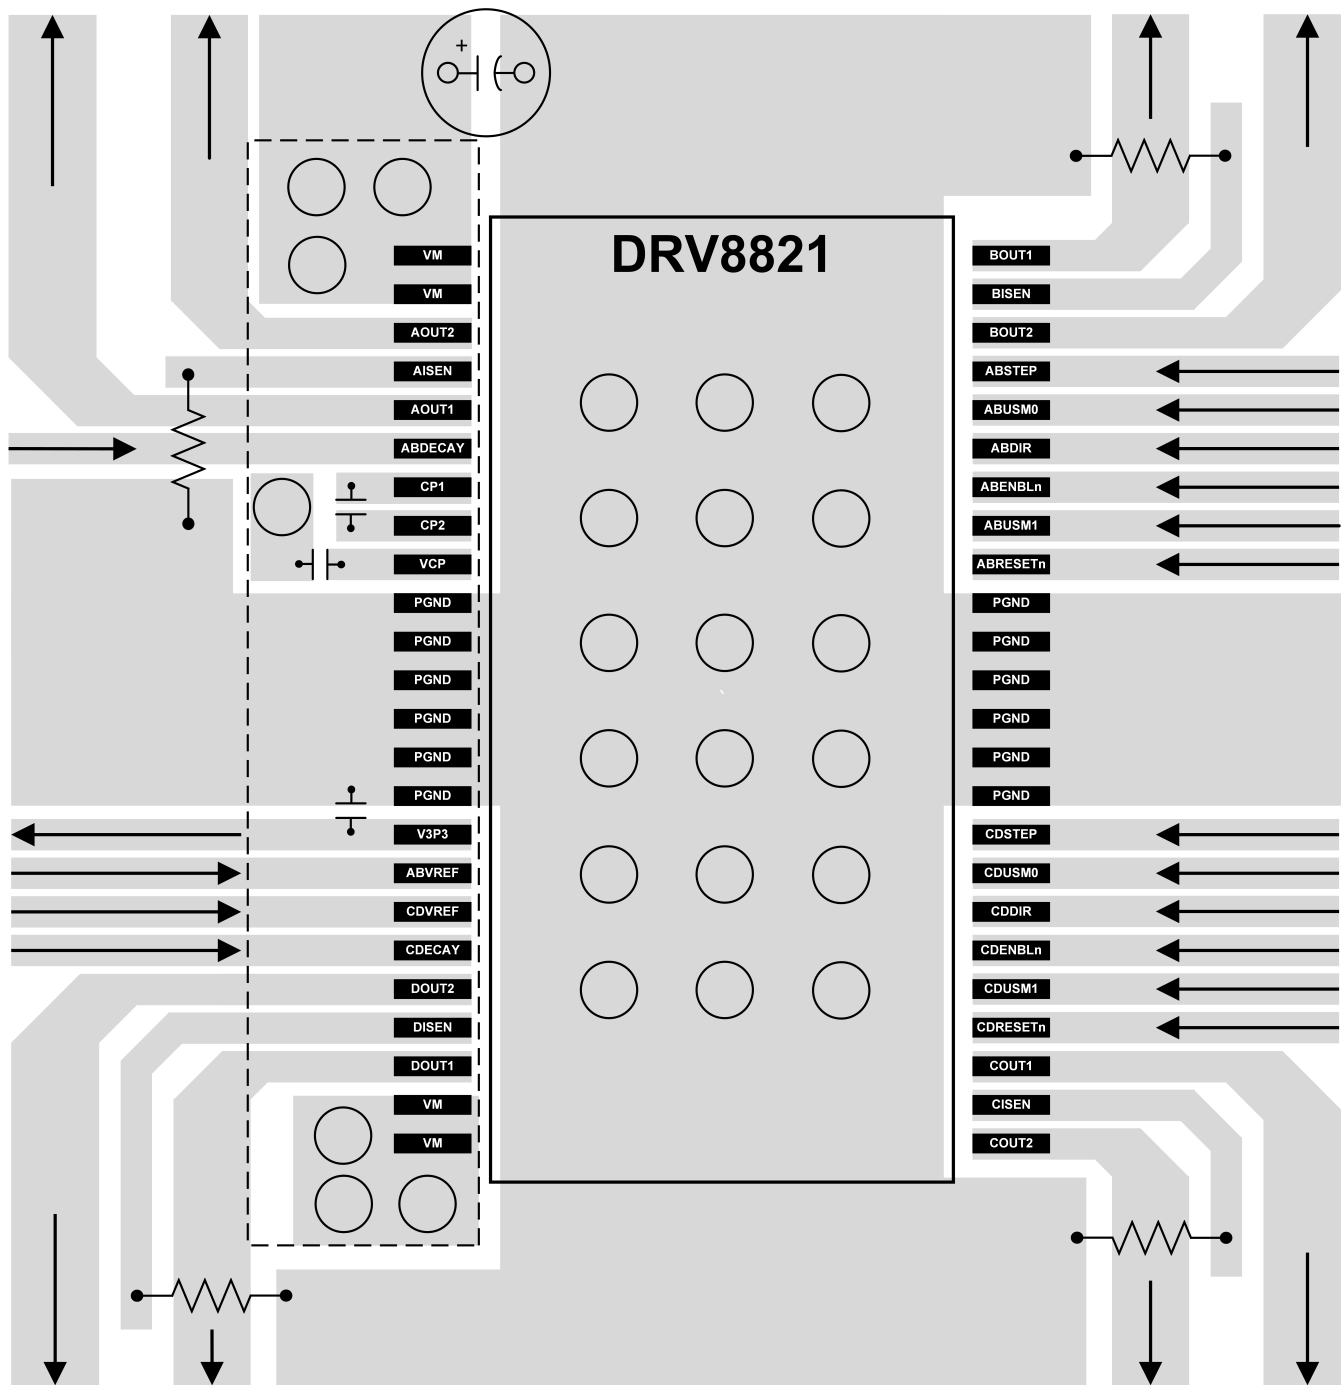 +
DRV8821
VM
VM
AOUT2
AISEN
AOUT1
ABDECAY
CP1
CP2
VCP
PGND
PGND
PGND
PGND
PGND
PGND
V3P3
ABVREF
CDVREF
CDECAY
DOUT2
DISEN
DOUT1
VM
VM
BOUT1
BISEN
BOUT2
ABSTEP
ABUSM0
ABDIR
ABENBLn
ABUSM1
ABRESETn
PGND
PGND
PGND
PGND
PGND
PGND
CDSTEP
CDUSM0
CDDIR
CDENBLn
CDUSM1
CDRESETn
COUT1
CISEN
COUT2